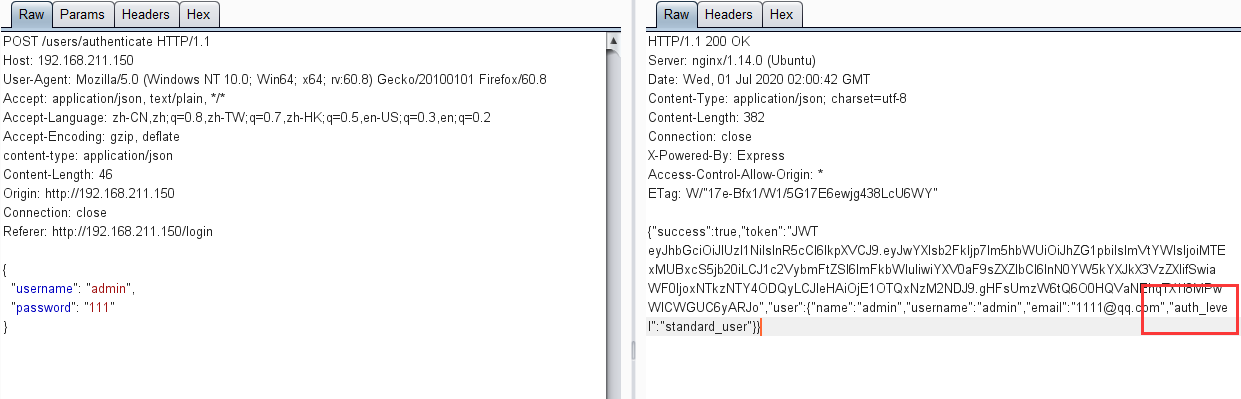 Raw Params Headers Hex
POST /users/authenticate HTTP/1.1
Host: 192.168.211.150
User-Agent: Mozilla/5.0 (Windows NT 10.0; Win64; x64; rv:60.8) Gecko/20100101 Firefox/60.8
Accept: application/json, text/plain, */*
Accept-Language: zh-CN,zh;q=0.8,zh-TW;q=0.7,zh-HK;q=0.5,en-US;q=0.3,en;q=0.2
Accept-Encoding: gzip, deflate
content-type: application/json
Content-Length: 46
Origin: http://192.168.211.150
Connection: close
Referer: http://192.168.211.150/login
{
"username": "admin",
"password": "111"
}
Raw Headers Hex
HTTP/1.1 200 OK
Server: nginx/1.14.0 (Ubuntu)
Date: Wed, 01 Jul 2020 02:00:42 GMT
Content-Type: application/json; charset=utf-8
Content-Length: 382
Connection: close
X-Powered-By: Express
Access-Control-Allow-Origin: *
ETag: W/"17e-Bfx1/W1/5G17E6ewjg438LcU6WY"
{"success":true,"token":"JWT
eyJhbGciOiJIUzI1NiIsInR5cCI6IkpXVCJ9.eyJwYXlsb2FkIjp7Im5hbWUiOiJhZG1pbiIsImVtYWlsIjoiMTE
xMUBxcS5jb20iLCJ1c2VybmFtZSI6ImFkbWluIiwiYXV0aF9sZXZlbCI6InN0YW5kYXJkX3VzZXIifSwia
WICWGUC6yARJo","user":{"name":"admin","username":"admin","email":"1111@qq.com","auth_leve
l":"standard_user"}}